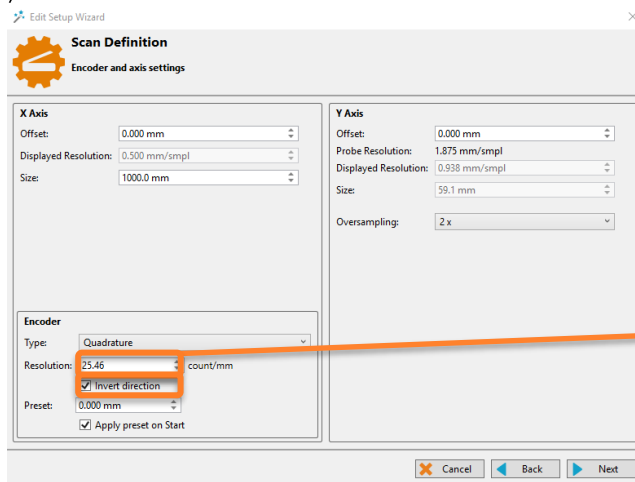 Edit Setup Wizard
Scan Definition
Encoder and axis settings
X Axis
Offset: 0.000 mm
Displayed Resolution: 0.500 mm/smpl
Size: 1000.0 mm
Y Axis
Offset: 0.000 mm
Probe Resolution: 1.875 mm/smpl
Displayed Resolution: 0.938 mm/smpl
Size: 59.1 mm
Oversampling: 2 x
Encoder
Type: Quadrature
Resolution: 25.46 count/mm
Invert direction
Preset: 0.000 mm
Apply preset on Start
Cancel Back Next